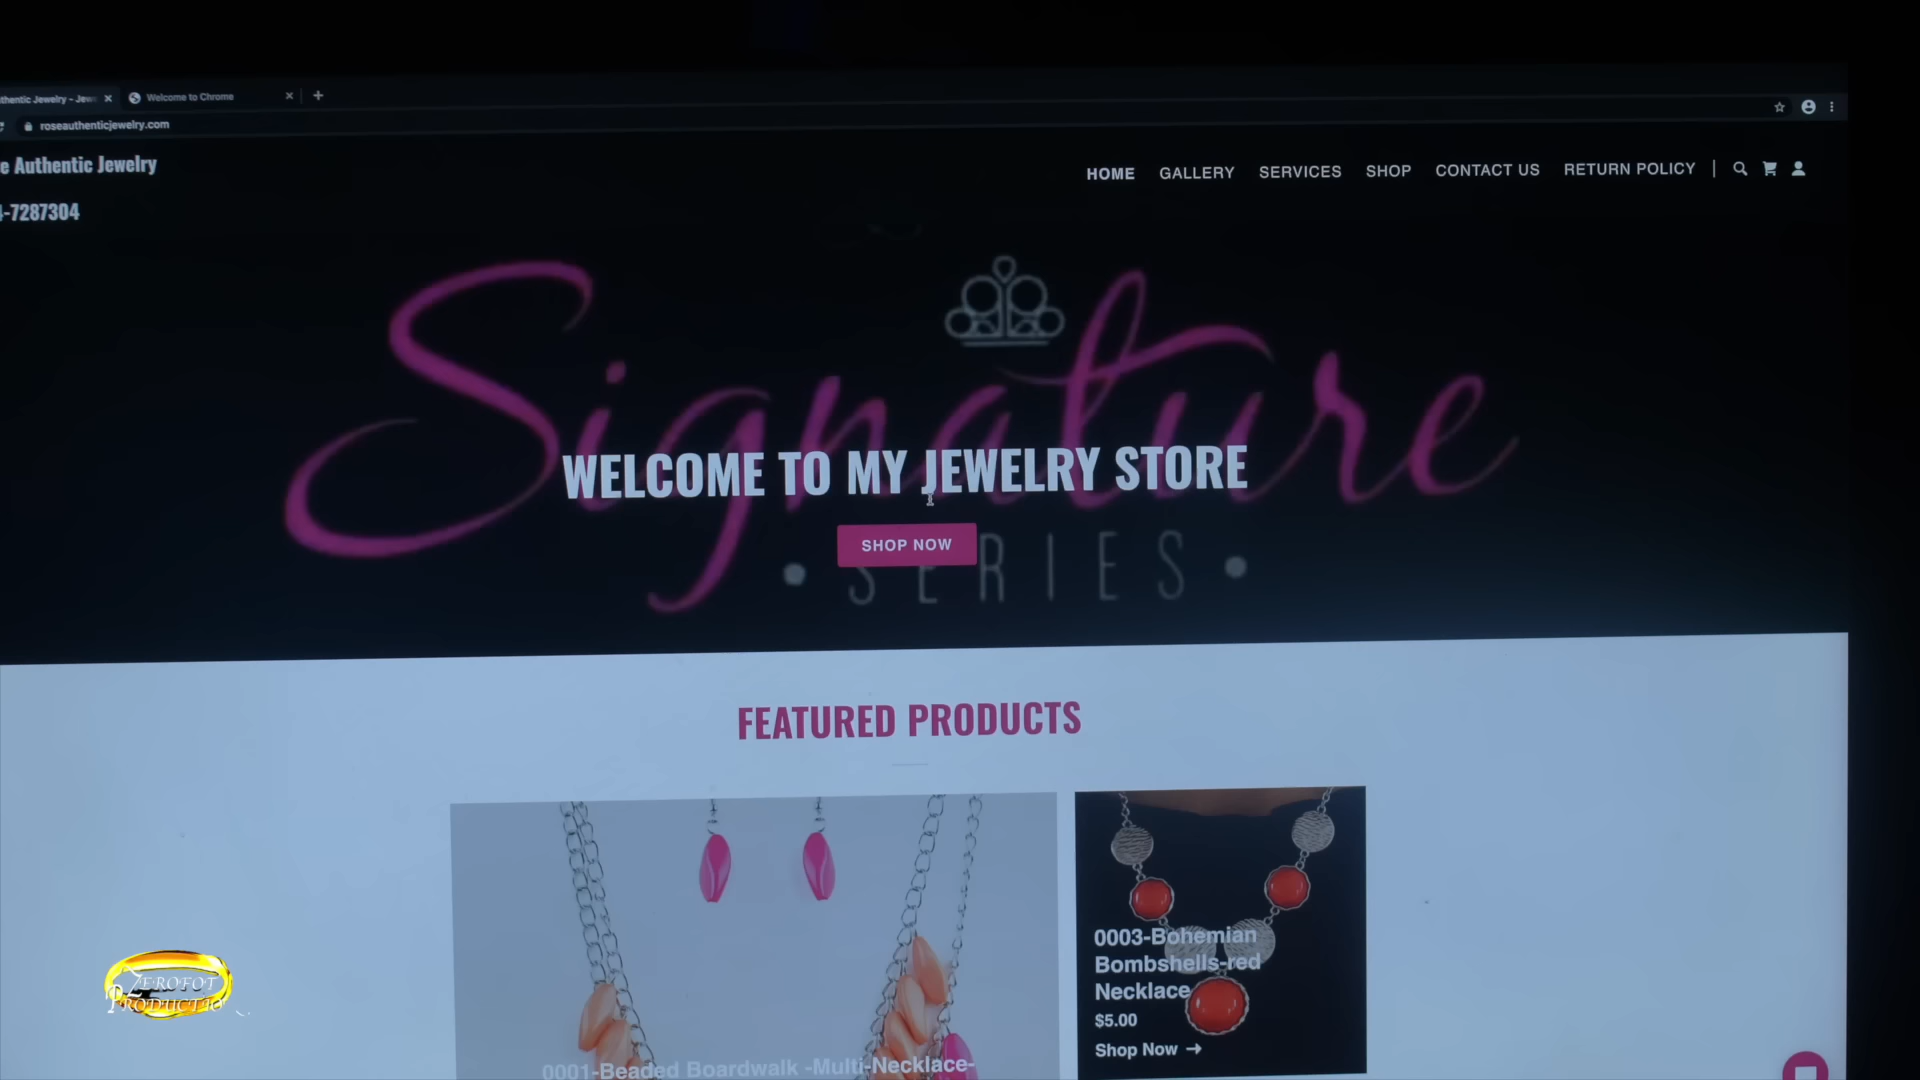 thentic Jewelry - Jew
Welcome to Chrome
roseauthenticjewelry.com
e Authentic Jewelry
-7287304
HOME
GALLERY
SERVICES
SHOP
CONTACT US
RETURN POLICY
Signature
SERIES
WELCOME TO MY JEWELRY STORE
SHOP NOW
FEATURED PRODUCTS
0001-Beaded Boardwalk -Multi-Necklace-
0003-Bohemian
Bombshells-red
Necklace
$5.00
Shop Now →
ZEROFOT
PRODUCTIO